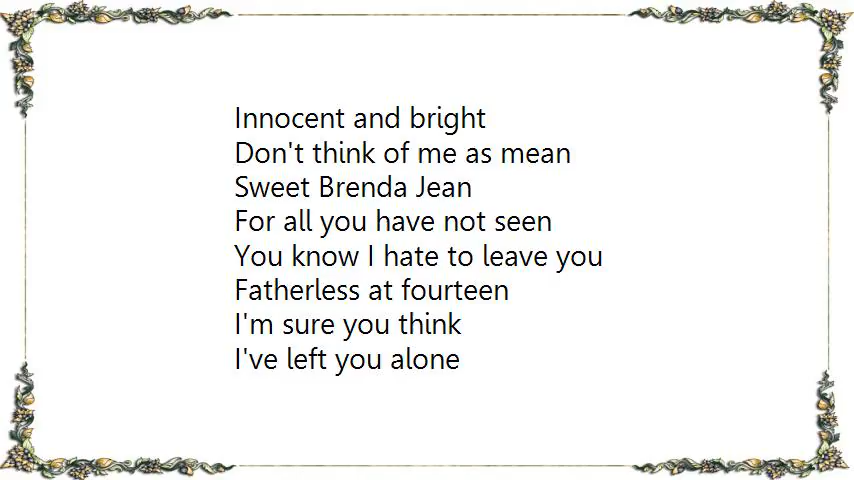 Innocent and bright
Don't think of me as mean
Sweet Brenda Jean
For all you have not seen
You know I hate to leave you
Fatherless at fourteen
I'm sure you think
I've left you alone